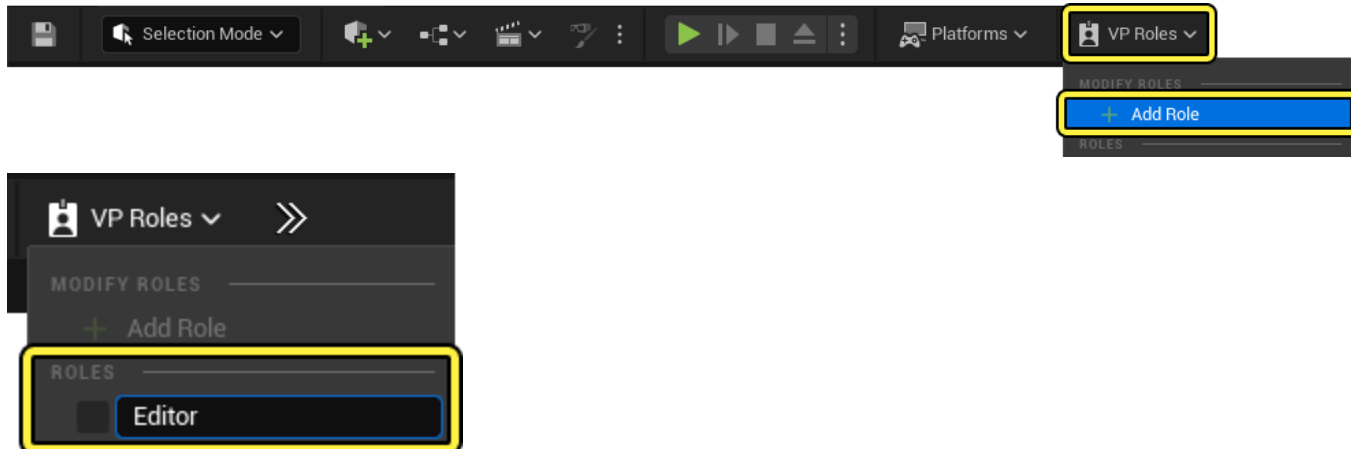 Selection Mode Platforms VP Roles
MODIFY ROLES
Add Role
ROLES
VP Roles
MODIFY ROLES
Add Role
ROLES
Editor